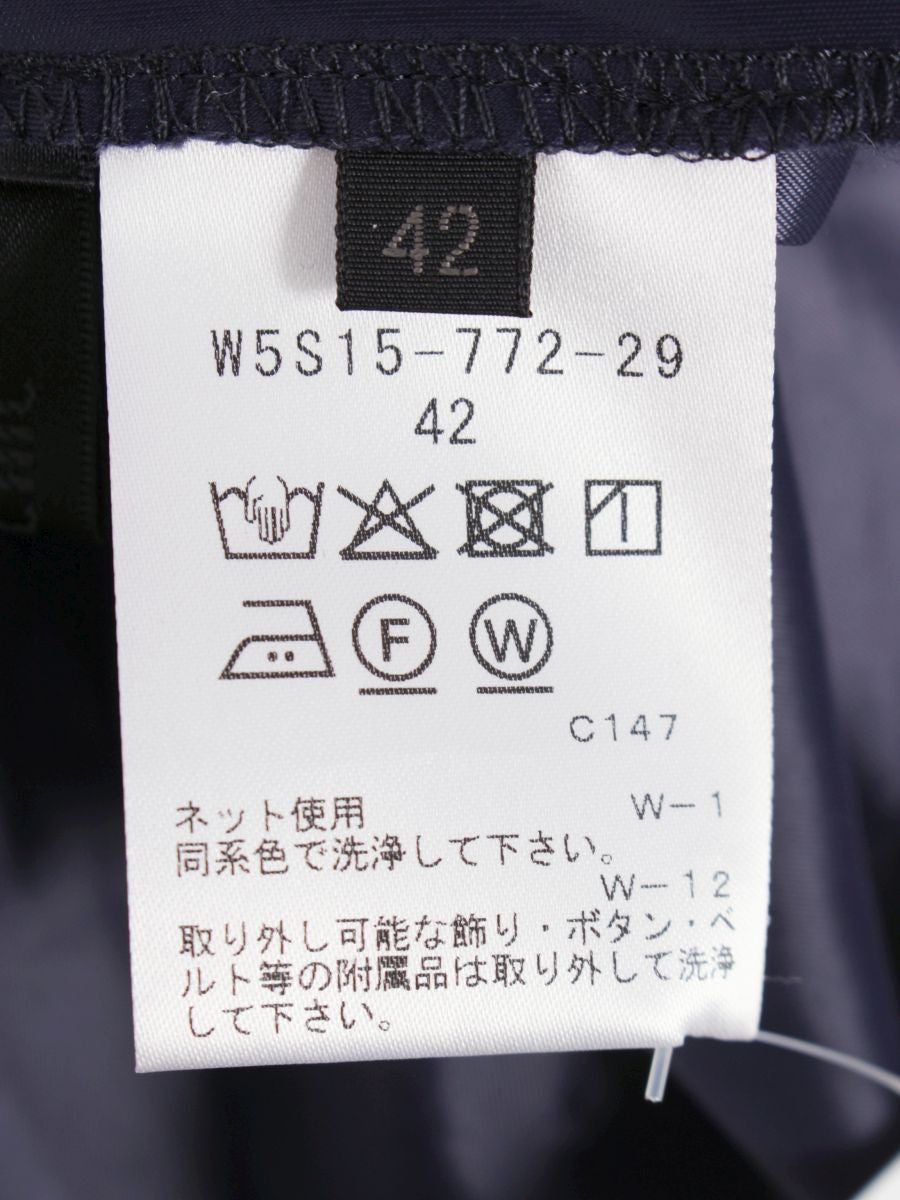 42
W5S15-772-29
42
F W
C147
ネット使用 W-1
同系色で洗浄して下さい。
W-12
取り外し可能な飾り・ボタン・ベ
ルト等の附属品は取り外して洗浄
して下さい。